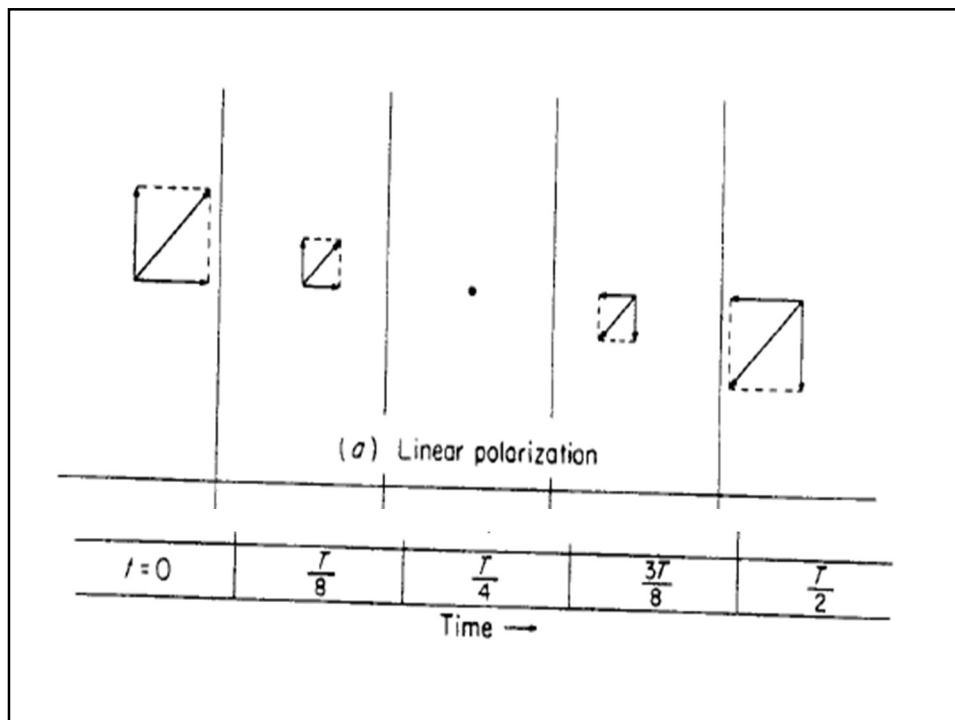 (a) Linear polarization
t = 0 T/8 T/4 3T/8 T/2
Time →